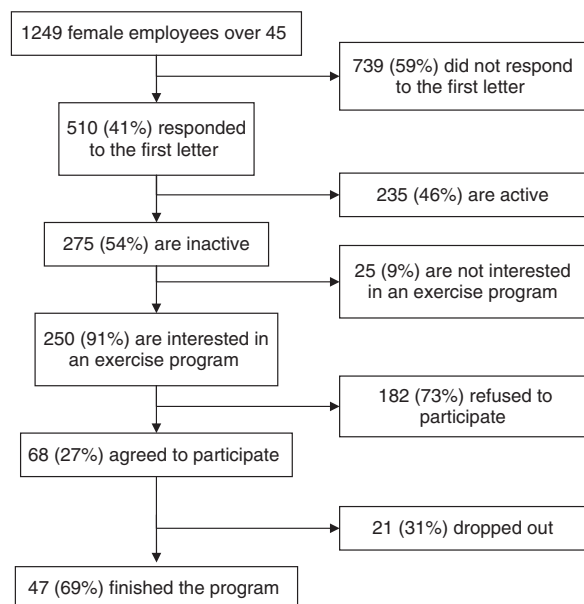 1249 female employees over 45
739 (59%) did not respond
to the first letter
510 (41%) responded
to the first letter
235 (46%) are active
275 (54%) are inactive
25 (9%) are not interested
in an exercise program
250 (91%) are interested in
an exercise program
182 (73%) refused to
participate
68 (27%) agreed to participate
21 (31%) dropped out
47 (69%) finished the program